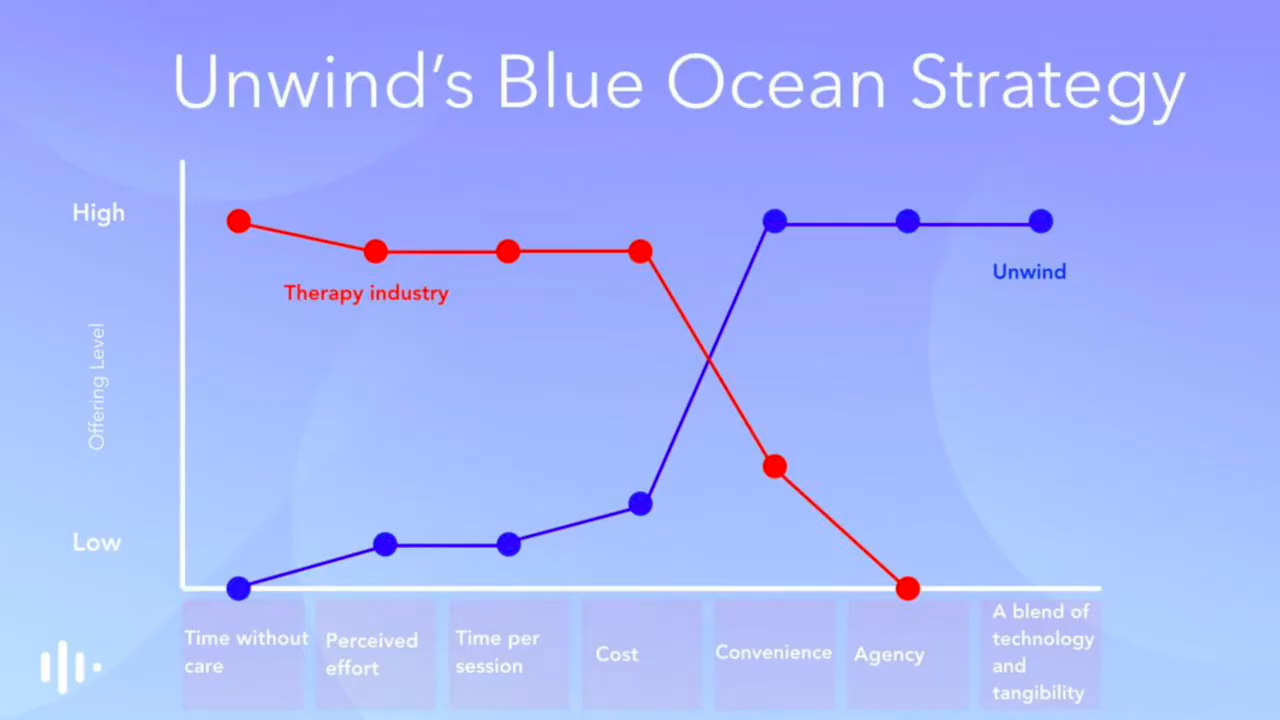 Unwind’s Blue Ocean Strategy
High
Therapy industry
Unwind
Offering Level
Low
Time without
care
Perceived
effort
Time per
session
Cost
Convenience
Agency
A blend of
technology
and
tangibility